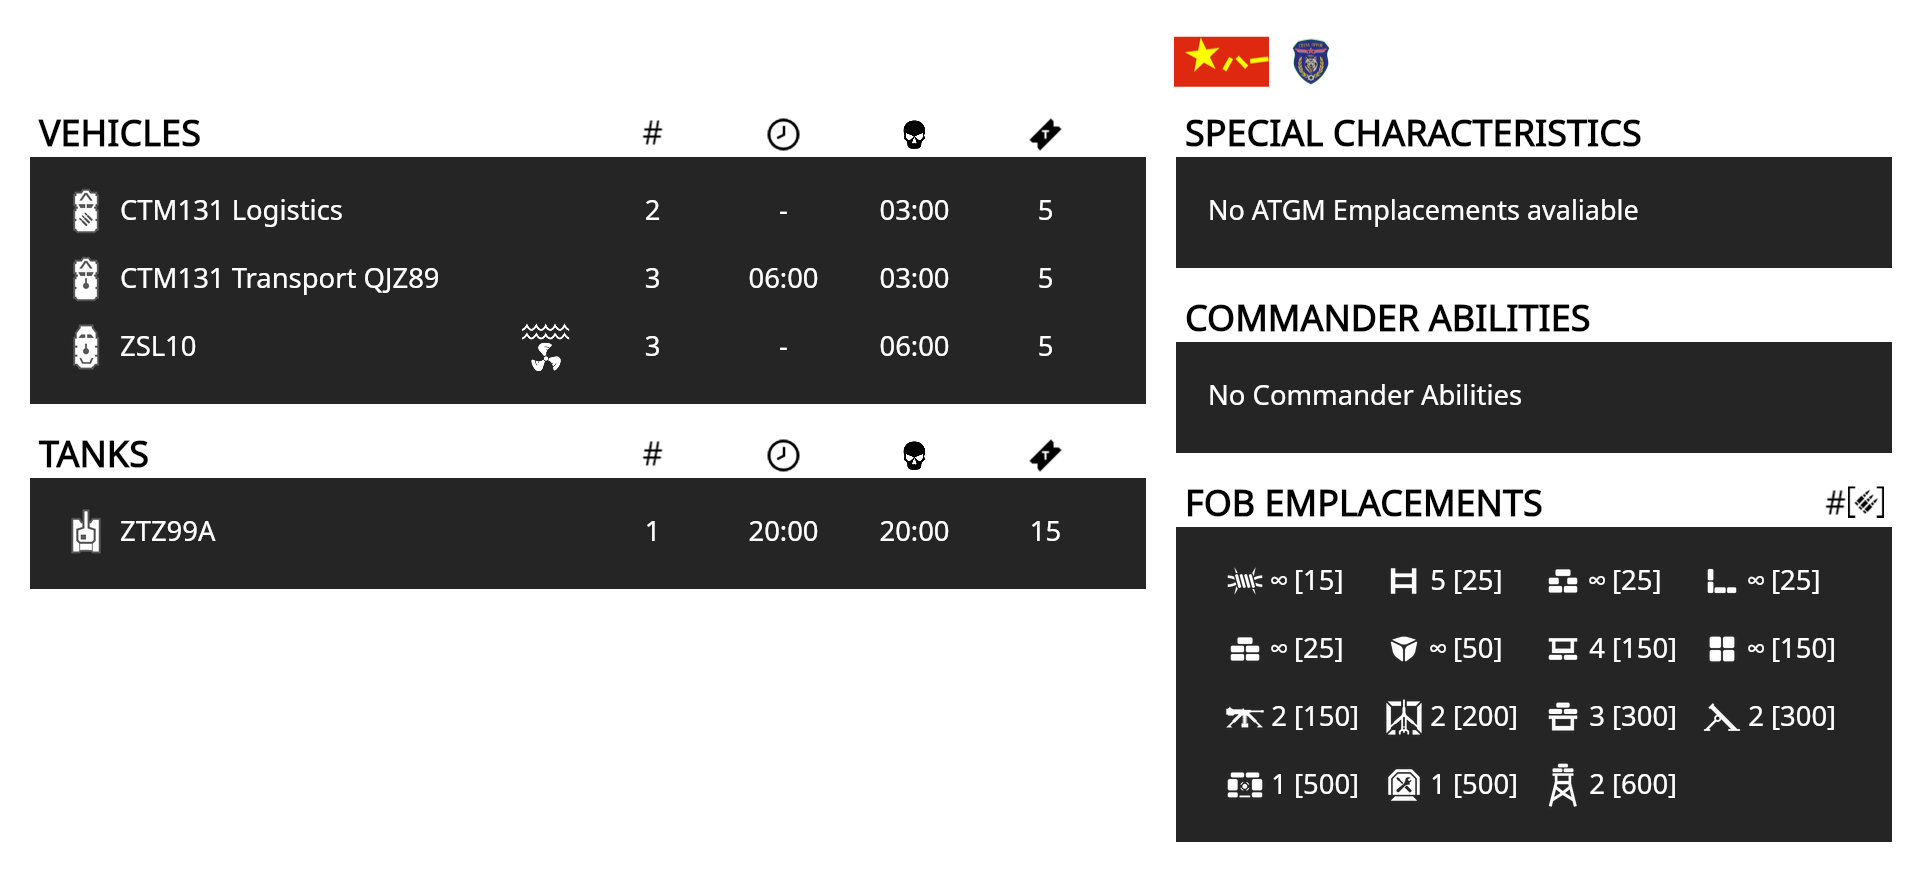 八一
VEHICLES #
CTM131 Logistics 2 - 03:00 5
CTM131 Transport QJZ89 3 06:00 03:00 5
ZSL10 3 - 06:00 5
TANKS #
ZTZ99A 1 20:00 20:00 15
SPECIAL CHARACTERISTICS
No ATGM Emplacements avaliable
COMMANDER ABILITIES
No Commander Abilities
FOB EMPLACEMENTS #[]
∞ [15] 5 [25] ∞ [25] ∞ [25]
∞ [25] ∞ [50] 4 [150] ∞ [150]
2 [150] 2 [200] 3 [300] 2 [300]
1 [500] 1 [500] 2 [600]